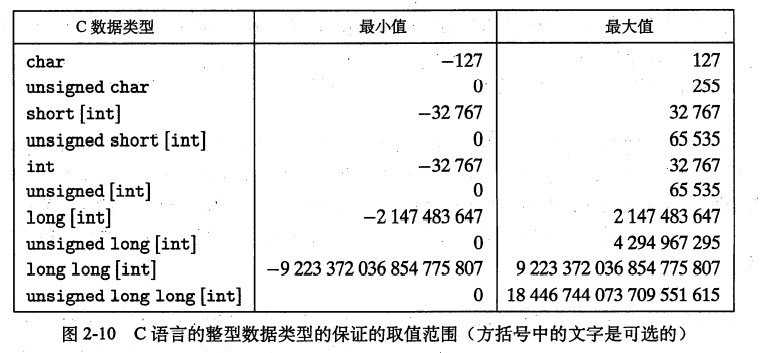 C 数据类型 最小值 最大值
char −127 127
unsigned char 0 255
short [int] −32 767 32 767
unsigned short [int] 0 65 535
int −32 767 32 767
unsigned [int] 0 65 535
long [int] −2 147 483 647 2 147 483 647
unsigned long [int] 0 4 294 967 295
long long [int] −9 223 372 036 854 775 807 9 223 372 036 854 775 807
unsigned long long [int] 0 18 446 744 073 709 551 615
图 2-10 C 语言的整型数据类型的保证的取值范围（方括号中的文字是可选的）